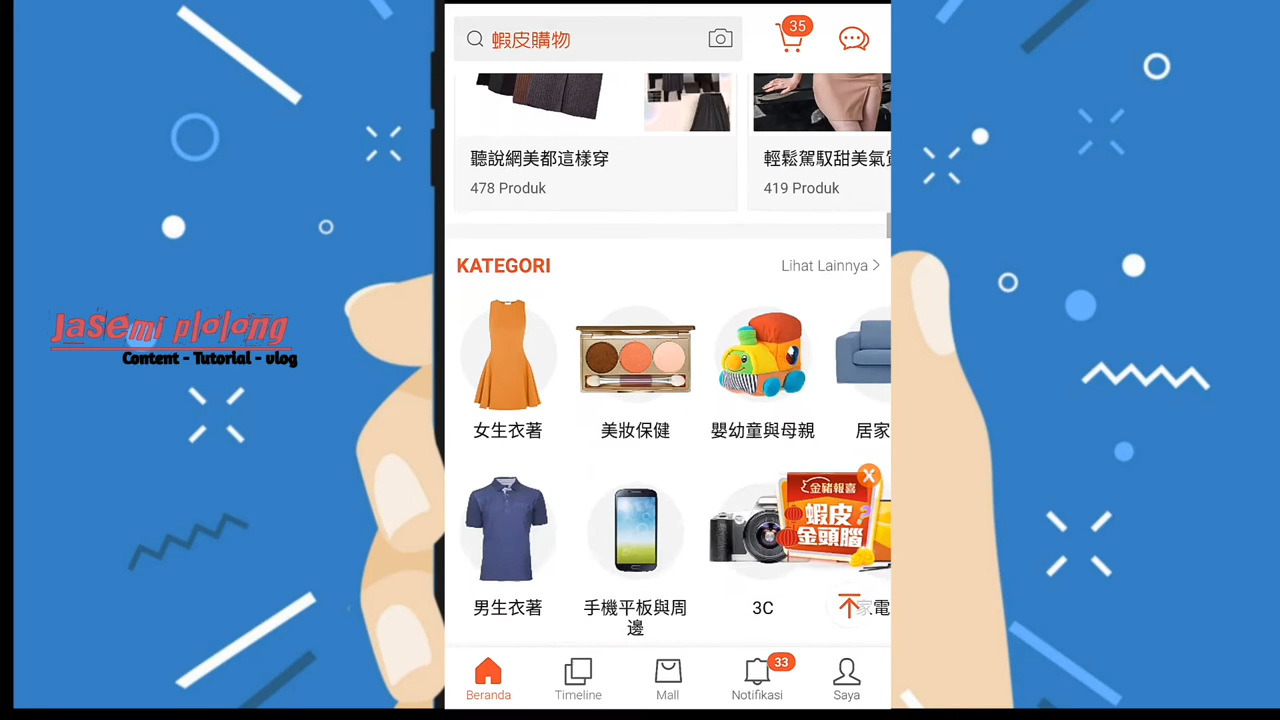 蝦皮購物
35
聽說網美都這樣穿
478 Produk
輕鬆駕馭甜美氣
419 Produk
KATEGORI
Lihat Lainnya
Jasemi plolong
Content - Tutorial - vlog
女生衣著
美妝保健
嬰幼童與母親
居家
X
金豬報喜
蝦皮
金頭腦
男生衣著
手機平板與周
邊
3C
家電
33
Beranda
Timeline
Mall
Notifikasi
Saya